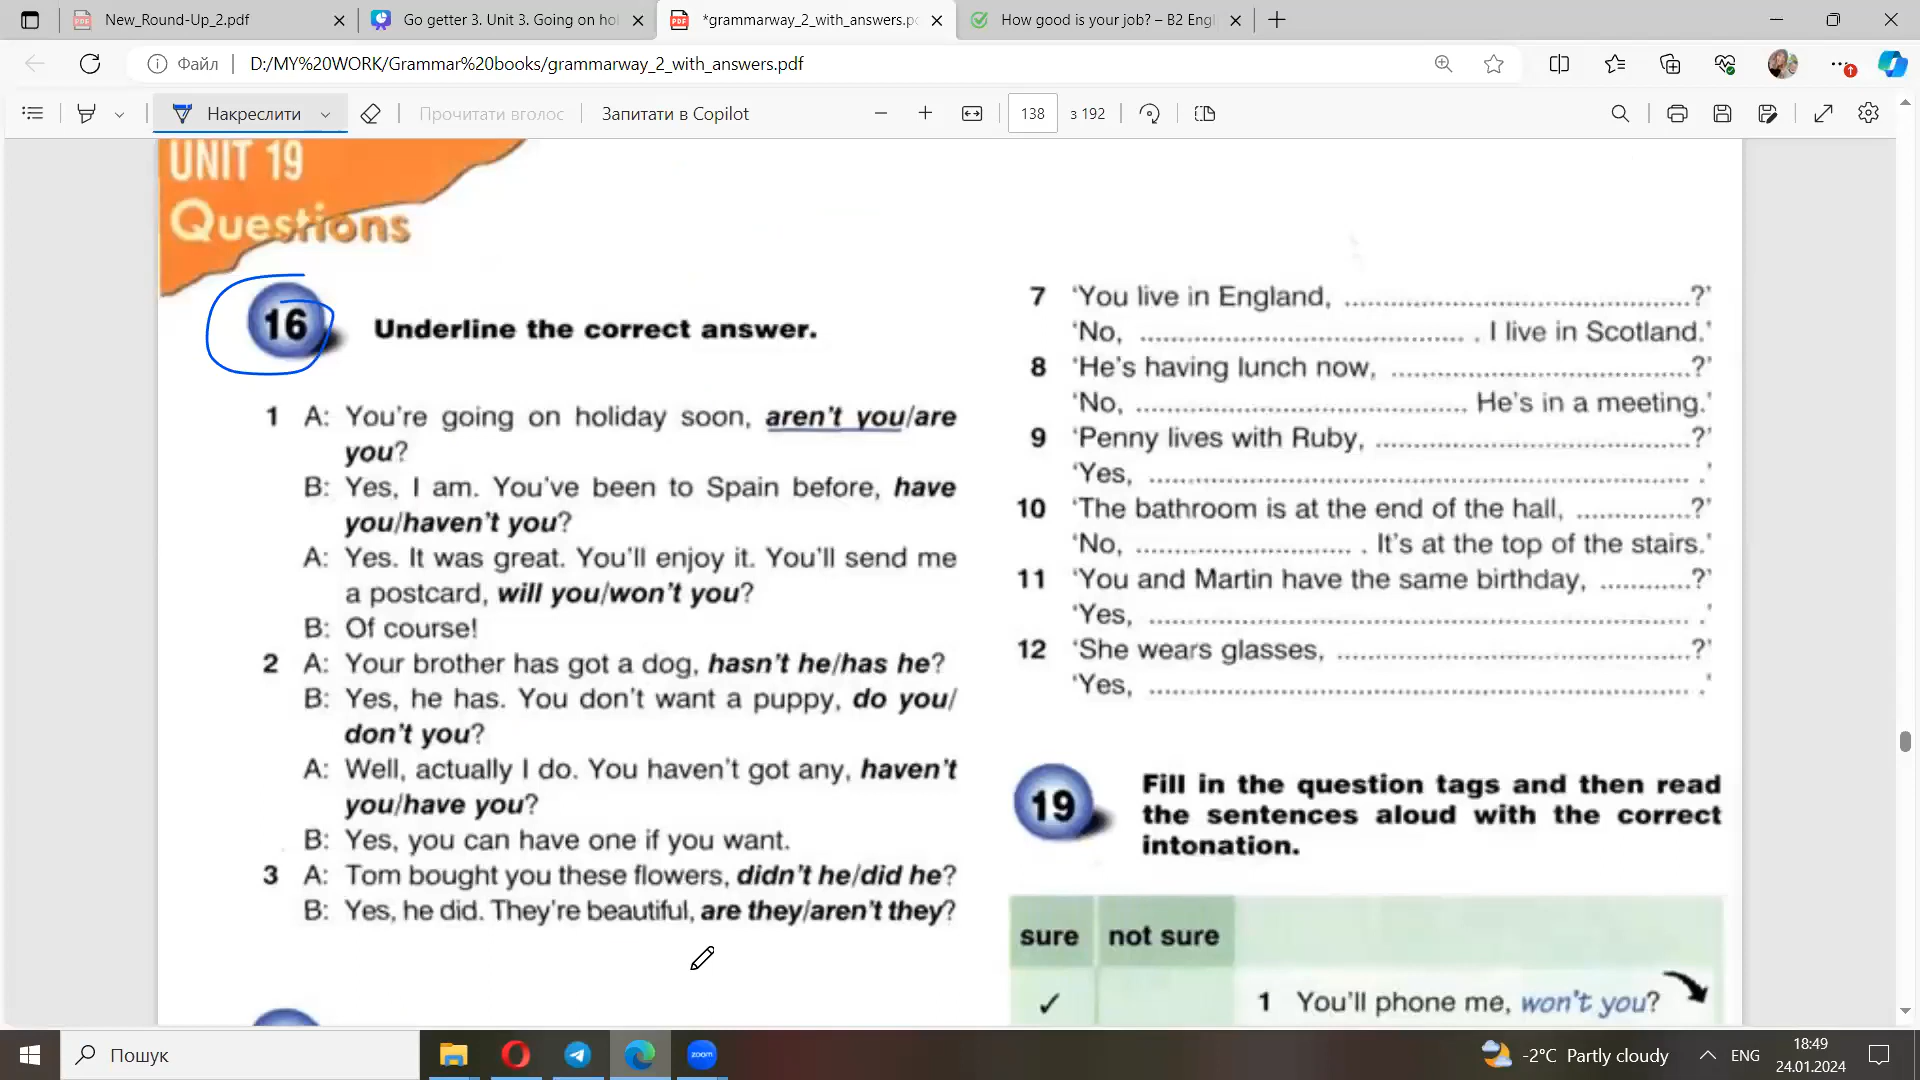 New_Round-Up_2.pdf
Go getter 3. Unit 3. Going on hol
*grammarway_2_with_answers.pd
How good is your job? – B2 Engl
Файл
D:/MY%20WORK/Grammar%20books/grammarway_2_with_answers.pdf
Накреслити
Прочитати вголос
Запитати в Copilot
138
з 192
UNIT 19
Questions
16 Underline the correct answer.
1 A: You're going on holiday soon, aren't you/are
you?
B: Yes, I am. You've been to Spain before, have
you/haven't you?
A: Yes. It was great. You'll enjoy it. You'll send me
a postcard, will you/won't you?
B: Of course!
2 A: Your brother has got a dog, hasn't he/has he?
B: Yes, he has. You don't want a puppy, do you/
don't you?
A: Well, actually I do. You haven't got any, haven't
you/have you?
B: Yes, you can have one if you want.
3 A: Tom bought you these flowers, didn't he/did he?
B: Yes, he did. They're beautiful, are they/aren't they?
7 'You live in England, ..........................................?'
'No, ........................................ . I live in Scotland.'
8 'He's having lunch now, .....................................?'
'No, ......................................... He's in a meeting.'
9 'Penny lives with Ruby, .......................................?'
'Yes, .................................................................. .'
10 'The bathroom is at the end of the hall, ..............?'
'No, ........................... . It's at the top of the stairs.'
11 'You and Martin have the same birthday, ...........?'
'Yes, .................................................................. .'
12 'She wears glasses, ............................................?'
'Yes, .................................................................. .'
19 Fill in the question tags and then read
the sentences aloud with the correct
intonation.
sure not sure
✓ 1 You'll phone me, won't you?
Пошук
zoom
-2°C Partly cloudy
ENG
18:49
24.01.2024